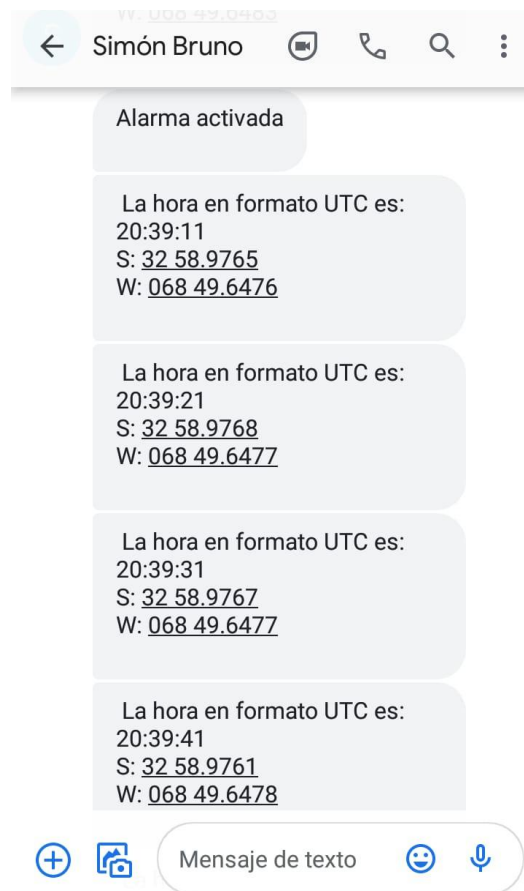 W: 068 49.6483
Simón Bruno
Alarma activada
La hora en formato UTC es:
20:39:11
S: 32 58.9765
W: 068 49.6476
La hora en formato UTC es:
20:39:21
S: 32 58.9768
W: 068 49.6477
La hora en formato UTC es:
20:39:31
S: 32 58.9767
W: 068 49.6477
La hora en formato UTC es:
20:39:41
S: 32 58.9761
W: 068 49.6478
Mensaje de texto